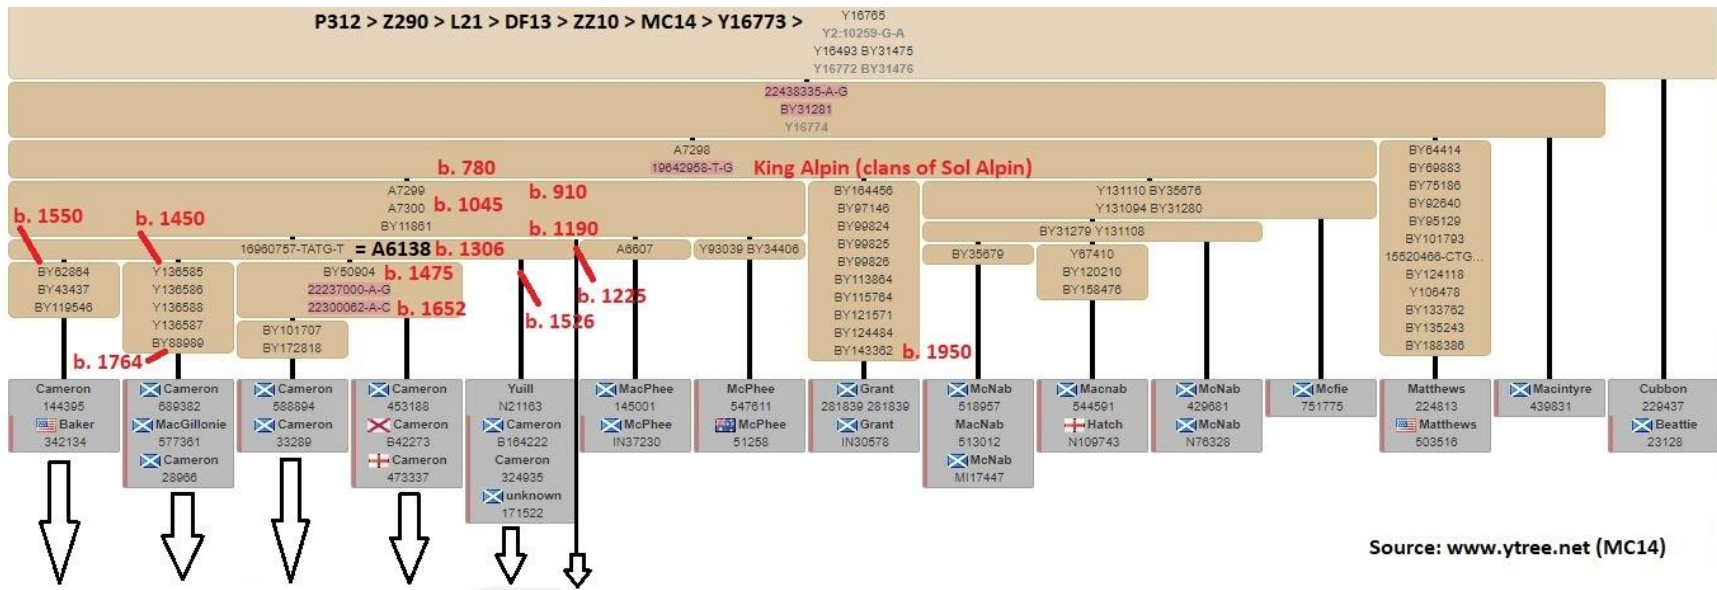 P312 > Z290 > L21 > DF13 > ZZ10 > MC14 > Y16773 >
Y16765
Y2:10259-G-A
Y16493 BY31475
Y16772 BY31476
22438335-A-G
BY31281
Y16774
A7298
19642958-T-G
b. 780
King Alpin (clans of Sol Alpin)
A7299
A7300
BY11861
b. 1045
b. 910
b. 1550
b. 1450
b. 1190
16960757-TATG-T
= A6138
b. 1306
A6607
Y93039 BY34406
BY62864
BY43437
BY119546
Y136585
Y136586
Y136588
Y136587
BY88989
b. 1764
BY50904
22237000-A-G
22300062-A-C
b. 1475
b. 1652
BY101707
BY172818
b. 1526
b. 1225
BY164456
BY97146
BY99824
BY99825
BY99826
BY113864
BY115764
BY121571
BY124484
BY143362
b. 1950
Y131110 BY35676
Y131094 BY31280
BY31279 Y131108
BY35679
Y67410
BY120210
BY158476
BY64414
BY69883
BY75186
BY92640
BY95129
BY101793
15520466-CTG...
BY124118
Y106478
BY133762
BY135243
BY188386
Cameron
144395
Baker
342134
Cameron
689382
MacGillonie
577361
Cameron
28966
Cameron
588894
Cameron
33289
Cameron
453188
Cameron
B42273
Cameron
473337
Yuill
N21163
Cameron
B164222
Cameron
324935
unknown
171522
MacPhee
145001
McPhee
IN37230
McPhee
547611
McPhee
51258
Grant
281839 281839
Grant
IN30578
McNab
518957
MacNab
513012
McNab
MI17447
Macnab
544591
Hatch
N109743
McNab
429681
McNab
N76328
Mcfie
751775
Matthews
224813
Matthews
503516
Macintyre
439831
Cubbon
229437
Beattie
23128
Source: www.ytree.net (MC14)